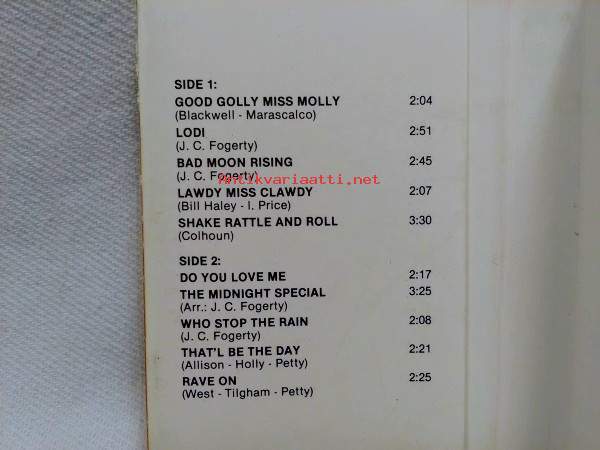 SIDE 1:
GOOD GOLLY MISS MOLLY 2:04
(Blackwell - Marascalco)
LODI 2:51
(J. C. Fogerty)
BAD MOON RISING 2:45
(J. C. Fogerty)
antikvariaatti.net
LAWDY MISS CLAWDY 2:07
(Bill Haley - I. Price)
SHAKE RATTLE AND ROLL 3:30
(Colhoun)
SIDE 2:
DO YOU LOVE ME 2:17
THE MIDNIGHT SPECIAL 3:25
(Arr.: J. C. Fogerty)
WHO STOP THE RAIN 2:08
(J. C. Fogerty)
THAT'L BE THE DAY 2:21
(Allison - Holly - Petty)
RAVE ON 2:25
(West - Tilgham - Petty)